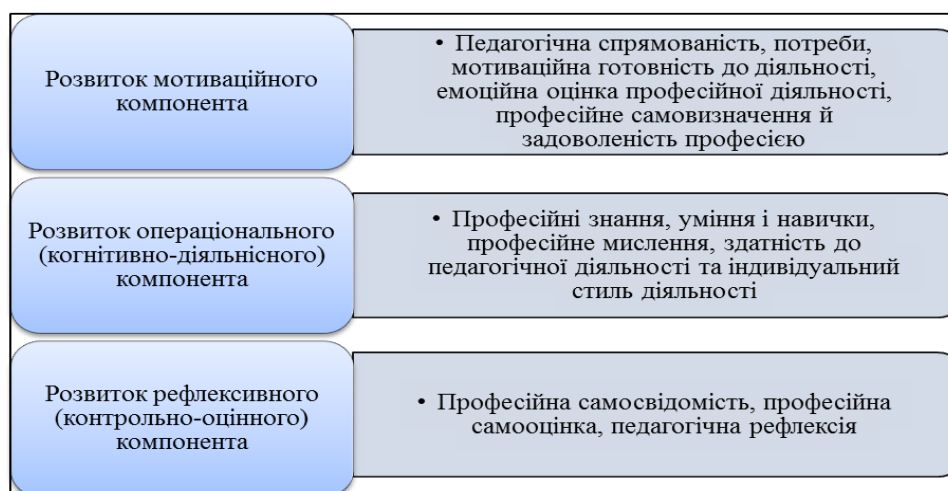 Розвиток мотиваційного
компонента
• Педагогічна спрямованість, потреби,
мотиваційна готовність до діяльності,
емоційна оцінка професійної діяльності,
професійне самовизначення й
задоволеність професією
Розвиток операціонального
(когнітивно-діяльнісного)
компонента
• Професійні знання, уміння і навички,
професійне мислення, здатність до
педагогічної діяльності та індивідуальний
стиль діяльності
Розвиток рефлексивного
(контрольно-оцінного)
компонента
• Професійна самосвідомість, професійна
самооцінка, педагогічна рефлексія